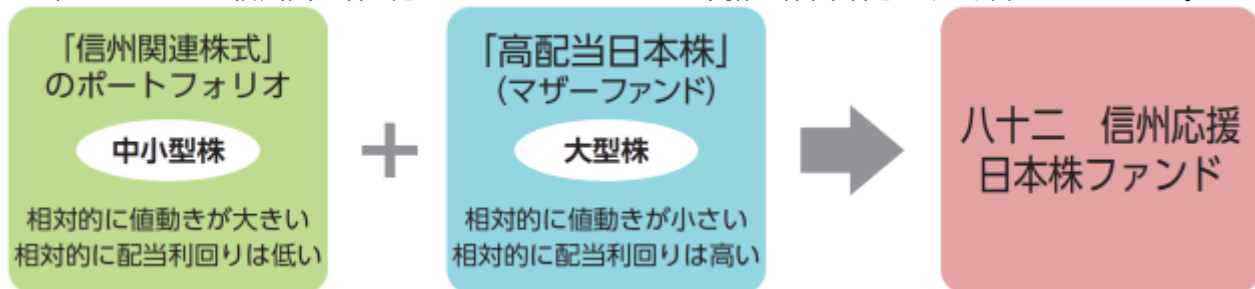 「信州関連株式」
のポートフォリオ
中小型株
相対的に値動きが大きい
相対的に配当利回りは低い
+
「高配当日本株」
(マザーファンド)
大型株
相対的に値動きが小さい
相対的に配当利回りは高い
八十二 信州応援
日本株ファンド